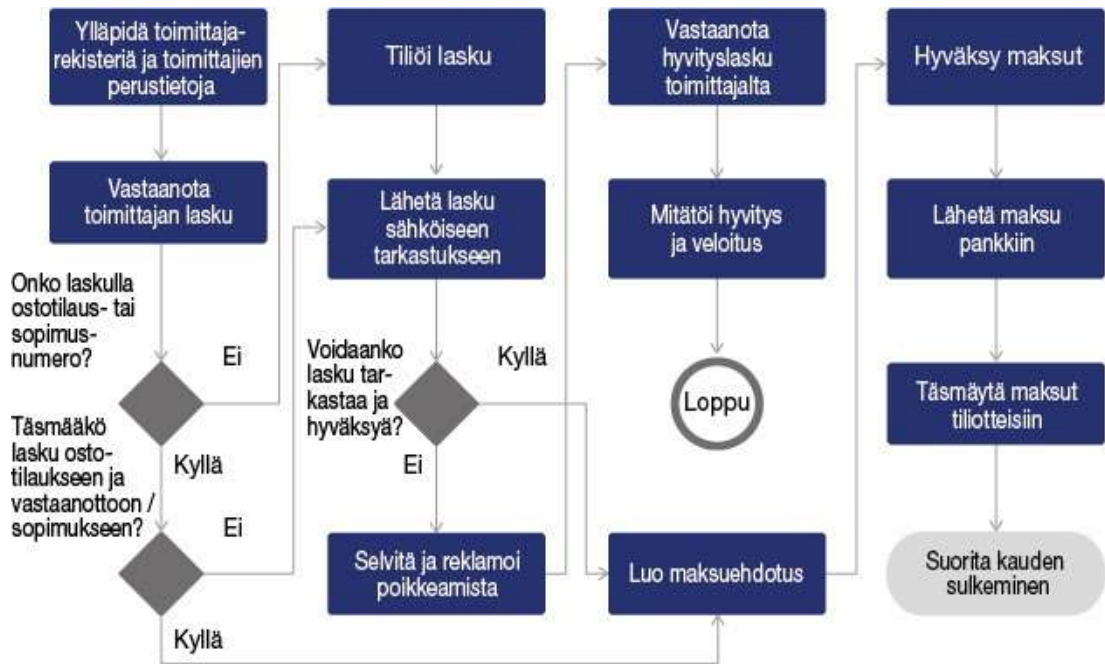 Ylläpidä toimittaja-
rekisteriä ja toimittajien
perustietoja
Vastaanota
toimittajan lasku
Onko laskulla
ostotilaus- tai
sopimus-
numero?
Ei
Täsmääkö
lasku osto-
tilaukseen ja
vastaanottoon /
sopimukseen?
Kyllä
Ei
Kyllä
Tiliöi lasku
Lähetä lasku
sähköiseen
tarkastukseen
Voidaanko
lasku tar-
kastaa ja
hyväksyä?
Kyllä
Ei
Selvitä ja reklamoi
poikkeamista
Vastaanota
hyvityslasku
toimittajalta
Mitätöi hyvitys
ja veloitus
Loppu
Luo maksuehdotus
Hyväksy maksut
Lähetä maksu
pankkiin
Täsmäytä maksut
tiliotteisiin
Suorita kauden
sulkeminen